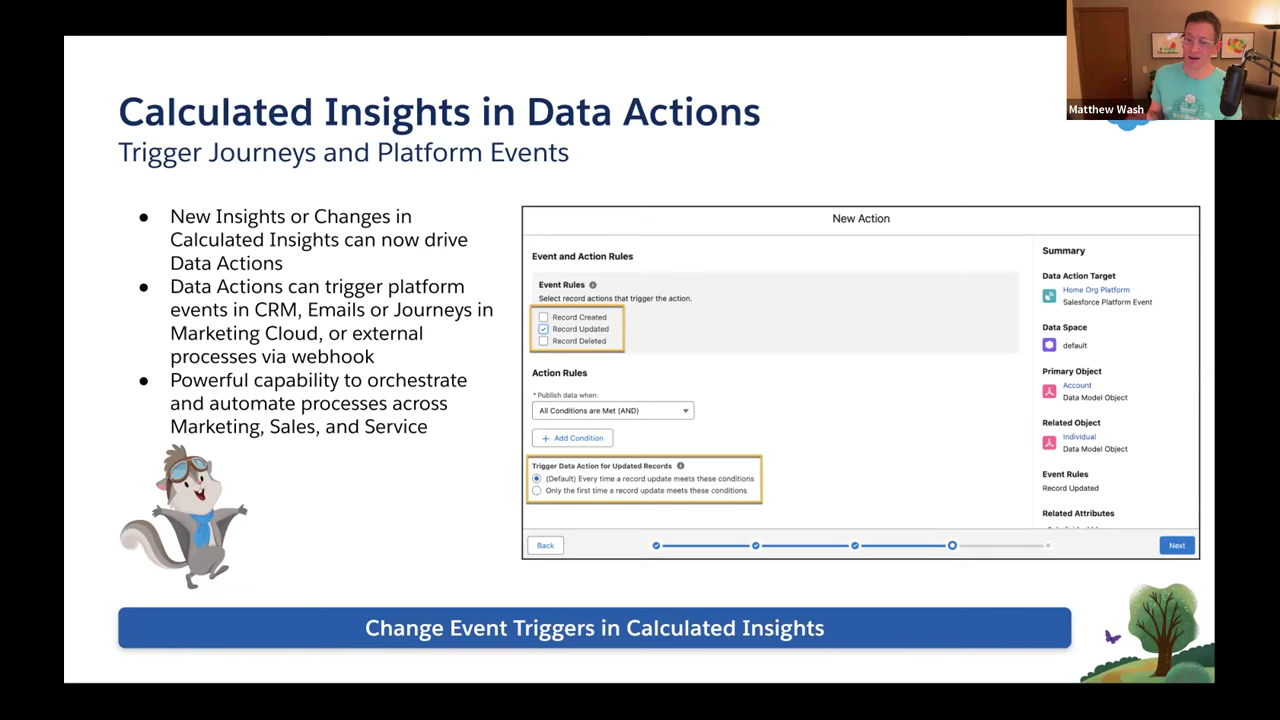 Matthew Wash
Calculated Insights in Data Actions
Trigger Journeys and Platform Events
● New Insights or Changes in
Calculated Insights can now drive
Data Actions
● Data Actions can trigger platform
events in CRM, Emails or Journeys in
Marketing Cloud, or external
processes via webhook
● Powerful capability to orchestrate
and automate processes across
Marketing, Sales, and Service
New Action
Event and Action Rules
Event Rules
Select record actions that trigger the action.
Record Created
Record Updated
Record Deleted
Action Rules
* Publish data when:
All Conditions are Met (AND)
+ Add Condition
Trigger Data Action for Updated Records
(Default) Every time a record update meets these conditions
Only the first time a record update meets these conditions
Summary
Data Action Target
Home Org Platform
Salesforce Platform Event
Data Space
default
Primary Object
Account
Data Model Object
Related Object
Individual
Data Model Object
Event Rules
Record Updated
Related Attributes
Back
Next
Change Event Triggers in Calculated Insights